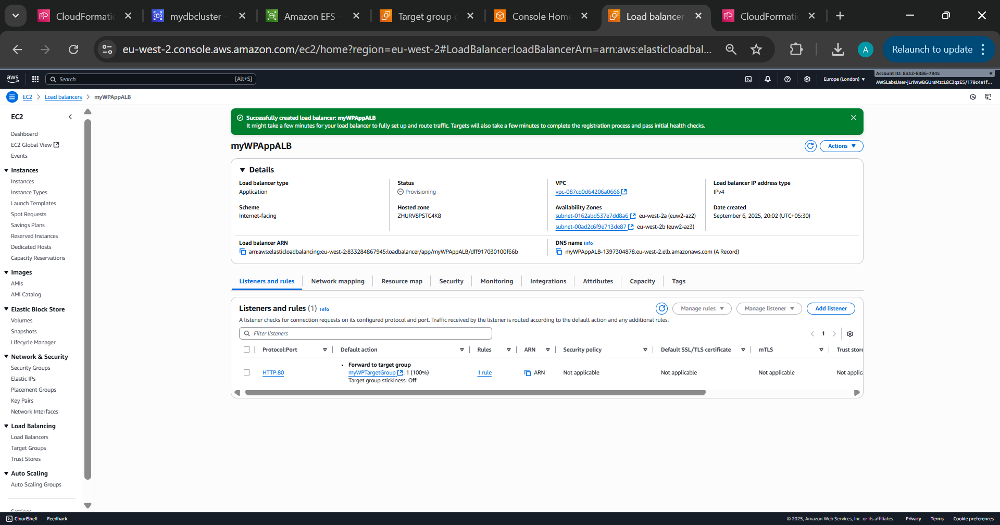 CloudFormatic
mydbcluster -
Amazon EFS -
Target group
Console Home
Load balancer
CloudFormati
eu-west-2.console.aws.amazon.com/ec2/home?region=eu-west-2#LoadBalancer:loadBalancerArn=arn:aws:elasticloadbal...
A
Relaunch to update
aws
Search
[Alt+S]
Europe (London)
Account ID: 8332-8486-7945
AWSLabsUser-jLriWwBGUrsMzcL8C3qzE5/179c4e1f...
EC2
Load balancers
myWPAppALB
EC2
Dashboard
EC2 Global View
Events
Instances
Instances
Instance Types
Launch Templates
Spot Requests
Savings Plans
Reserved Instances
Dedicated Hosts
Capacity Reservations
Images
AMIs
AMI Catalog
Elastic Block Store
Volumes
Snapshots
Lifecycle Manager
Network & Security
Security Groups
Elastic IPs
Placement Groups
Key Pairs
Network Interfaces
Load Balancing
Load Balancers
Target Groups
Trust Stores
Auto Scaling
Auto Scaling Groups
Settings
Successfully created load balancer: myWPAppALB
It might take a few minutes for your load balancer to fully set up and route traffic. Targets will also take a few minutes to complete the registration process and pass initial health checks.
myWPAppALB
Actions
Details
Load balancer type
Application
Status
Provisioning
VPC
vpc-087cd0d64206a0666
Load balancer IP address type
IPv4
Scheme
Internet-facing
Hosted zone
ZHURV8PSTC4K8
Availability Zones
subnet-0162abd537e7dd8a6 eu-west-2a (euw2-az2)
subnet-00ad2c6f9e713de87 eu-west-2b (euw2-az3)
Date created
September 6, 2025, 20:02 (UTC+05:30)
Load balancer ARN
arn:aws:elasticloadbalancing:eu-west-2:833284867945:loadbalancer/app/myWPAppALB/dff917030100f66b
DNS name Info
myWPAppALB-1397304878.eu-west-2.elb.amazonaws.com (A Record)
Listeners and rules
Network mapping
Resource map
Security
Monitoring
Integrations
Attributes
Capacity
Tags
Listeners and rules (1) Info
Manage rules
Manage listener
Add listener
A listener checks for connection requests on its configured protocol and port. Traffic received by the listener is routed according to the default action and any additional rules.
Filter listeners
1
Protocol:Port
Default action
Rules
ARN
Security policy
Default SSL/TLS certificate
mTLS
Trust store
HTTP:80
• Forward to target group
myWPTargetGroup : 1 (100%)
Target group stickiness: Off
1 rule
ARN
Not applicable
Not applicable
Not applicable
Not applica
CloudShell
Feedback
© 2025, Amazon Web Services, Inc. or its affiliates.
Privacy
Terms
Cookie preferences